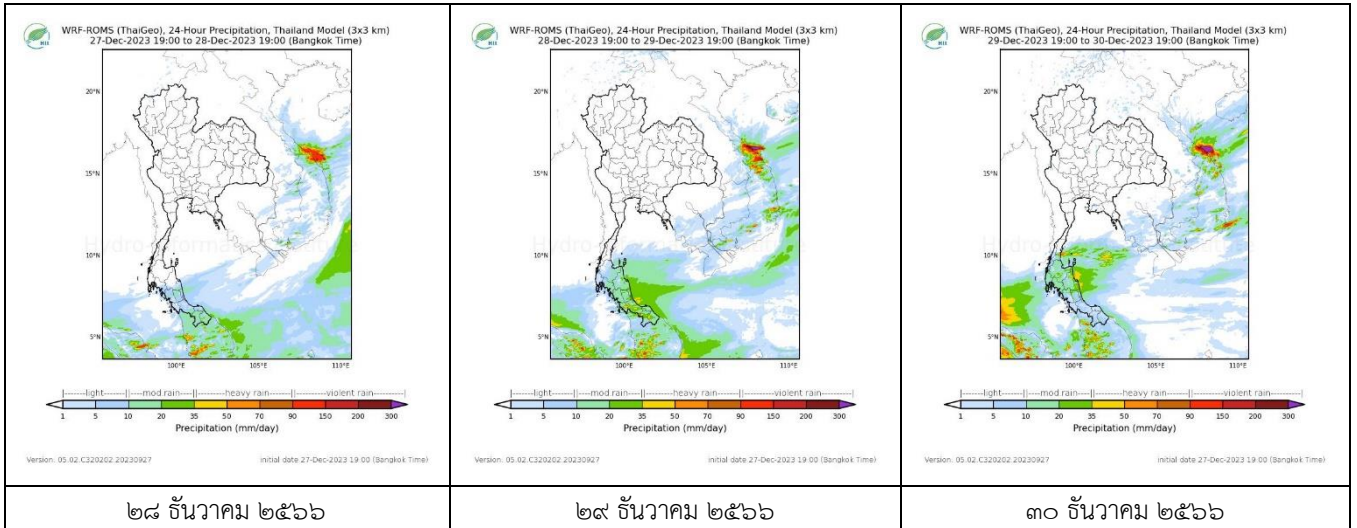 WRF-ROMS (ThaiGeo), 24-Hour Precipitation, Thailand Model (3x3 km)
27-Dec-2023 19:00 to 28-Dec-2023 19:00 (Bangkok Time)
HII
20°N
15°N
10°N
5°N
100°E 105°E 110°E
light mod rain heavy rain violent rain
1 5 10 20 35 50 70 90 150 200 300
Precipitation (mm/day)
Version: 05.02.C320202.20230927 initial date 27-Dec-2023 19:00 (Bangkok Time)
๒๘ ธันวาคม ๒๕๖๖
WRF-ROMS (ThaiGeo), 24-Hour Precipitation, Thailand Model (3x3 km)
28-Dec-2023 19:00 to 29-Dec-2023 19:00 (Bangkok Time)
HII
20°N
15°N
10°N
5°N
100°E 105°E 110°E
light mod rain heavy rain violent rain
1 5 10 20 35 50 70 90 150 200 300
Precipitation (mm/day)
Version: 05.02.C320202.20230927 initial date 27-Dec-2023 19:00 (Bangkok Time)
๒๙ ธันวาคม ๒๕๖๖
WRF-ROMS (ThaiGeo), 24-Hour Precipitation, Thailand Model (3x3 km)
29-Dec-2023 19:00 to 30-Dec-2023 19:00 (Bangkok Time)
HII
20°N
15°N
10°N
5°N
100°E 105°E 110°E
light mod rain heavy rain violent rain
1 5 10 20 35 50 70 90 150 200 300
Precipitation (mm/day)
Version: 05.02.C320202.20230927 initial date 27-Dec-2023 19:00 (Bangkok Time)
๓๐ ธันวาคม ๒๕๖๖